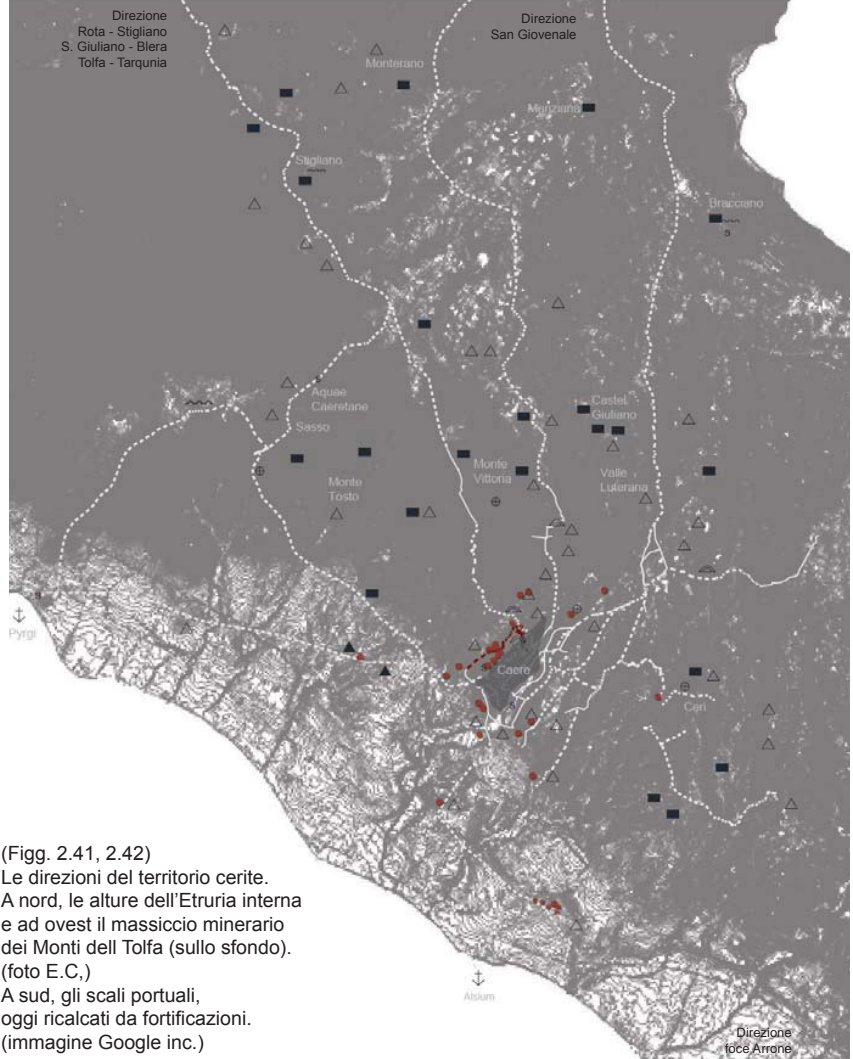 Direzione
Rota - Stigliano
S. Giuliano - Blera
Tolfa - Tarqunia
Direzione
San Giovenale
Monterano
Manziana
Stigliano
Bracciano
S
Aquae
Caeretane
Sasso
Castel
Giuliano
Monte
Vittoria
Valle
Luterana
Monte
Tosto
Pyrgi
Caere
Ceri
Alsium
Direzione
foce Arrone
(Figg. 2.41, 2.42)
Le direzioni del territorio cerite.
A nord, le alture dell'Etruria interna
e ad ovest il massiccio minerario
dei Monti dell Tolfa (sullo sfondo).
(foto E.C,)
A sud, gli scali portuali,
oggi ricalcati da fortificazioni.
(immagine Google inc.)